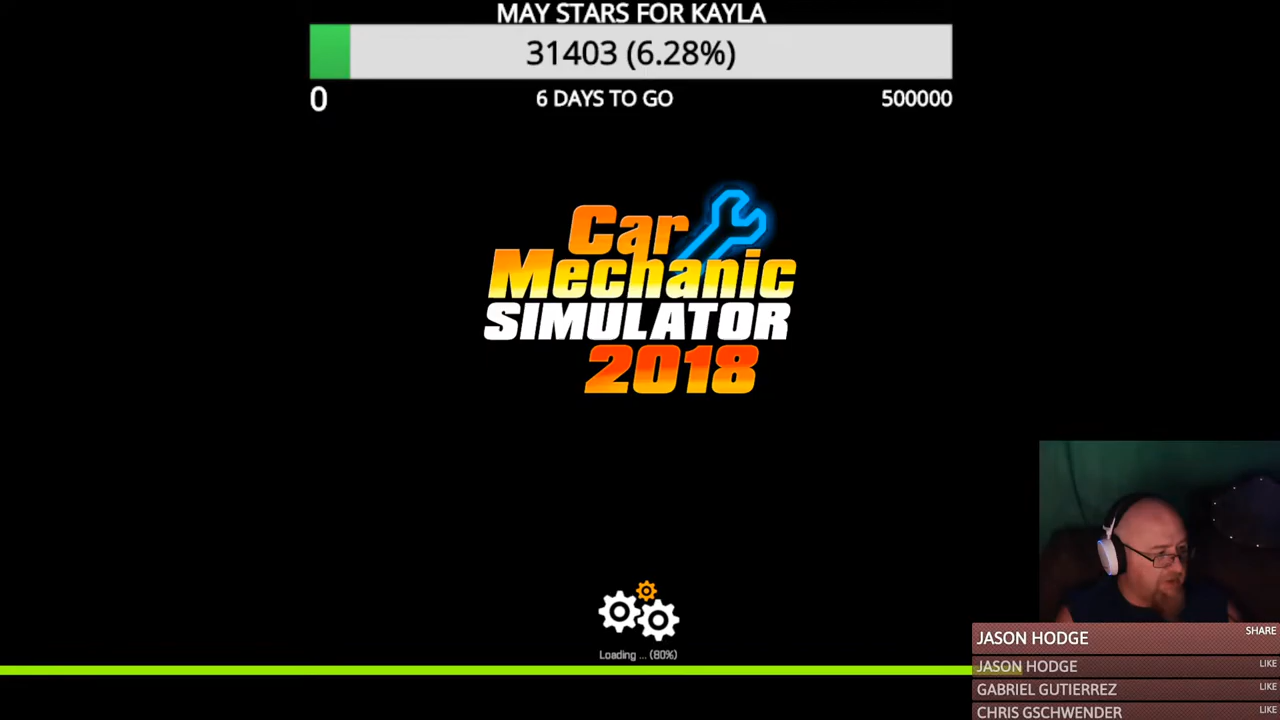 MAY STARS FOR KAYLA
31403 (6.28%)
0 6 DAYS TO GO 500000
Car
Mechanic
SIMULATOR
2018
Loading ... (80%)
JASON HODGE SHARE
JASON HODGE LIKE
GABRIEL GUTIERREZ LIKE
CHRIS GSCHWENDER LIKE